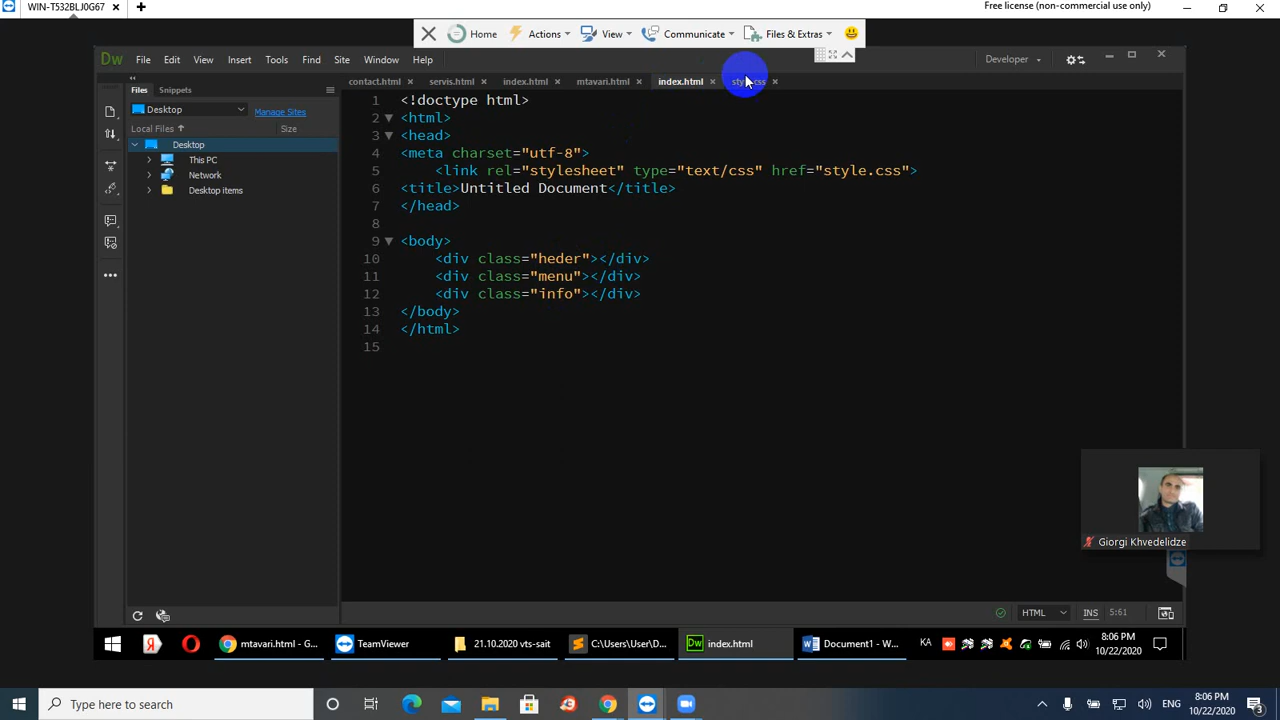 WIN-T532BLJ0G67
Free license (non-commercial use only)
Home
Actions
View
Communicate
Files & Extras
Dw
File
Edit
View
Insert
Tools
Find
Site
Window
Help
Developer
contact.html
servis.html
index.html
mtavari.html
index.html
style.css
Files
Snippets
Desktop
Manage Sites
Local Files
Size
Desktop
This PC
Network
Desktop items
1 <!doctype html>
2 <html>
3 <head>
4 <meta charset="utf-8">
5 <link rel="stylesheet" type="text/css" href="style.css">
6 <title>Untitled Document</title>
7 </head>
8
9 <body>
10 <div class="heder"></div>
11 <div class="menu"></div>
12 <div class="info"></div>
13 </body>
14 </html>
15
Giorgi Khvedelidze
HTML
INS
5:61
mtavari.html - G...
TeamViewer
21.10.2020 vts-sait
C:\Users\User\D...
Dw index.html
Document1 - W...
KA
8:06 PM
10/22/2020
Type here to search
ENG
8:06 PM
10/22/2020
3